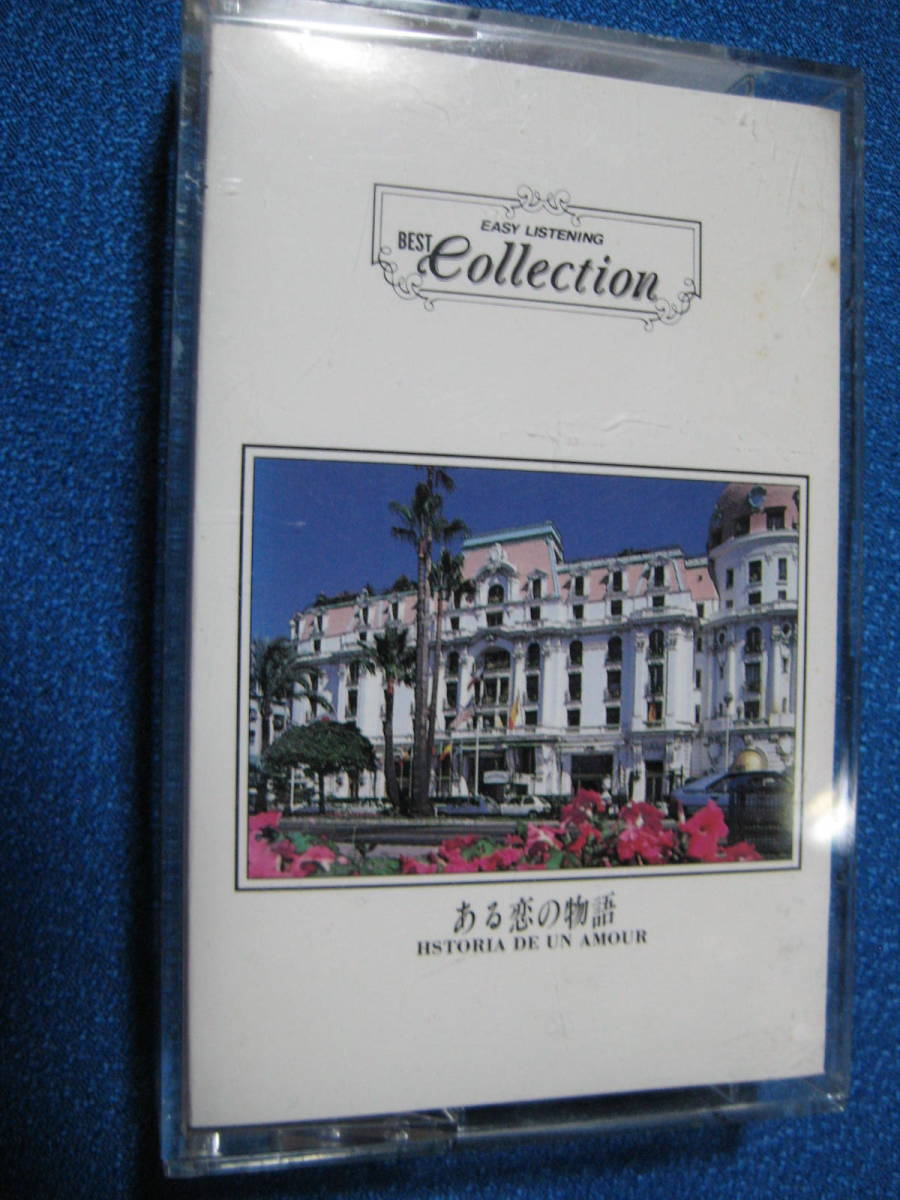 EASY LISTENING
BEST Collection
ある恋の物語
HSTORIA DE UN AMOUR